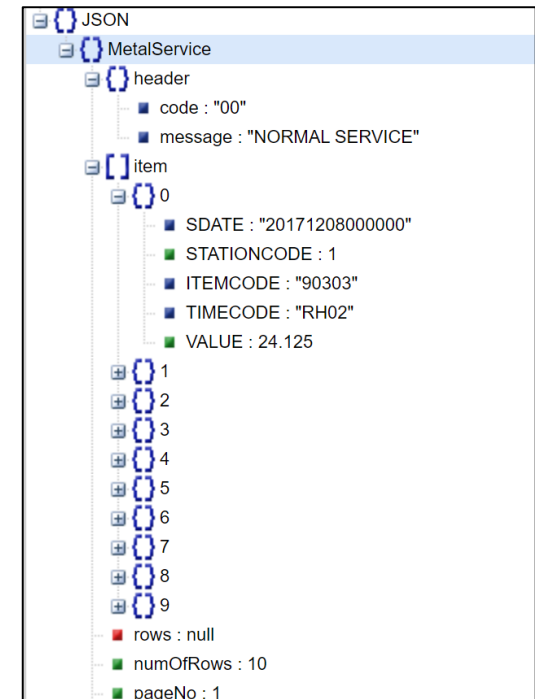 JSON
MetalService
header
code : "00"
message : "NORMAL SERVICE"
item
0
SDATE : "20171208000000"
STATIONCODE : 1
ITEMCODE : "90303"
TIMECODE : "RH02"
VALUE : 24.125
1
2
3
4
5
6
7
8
9
rows : null
numOfRows : 10
pageNo : 1